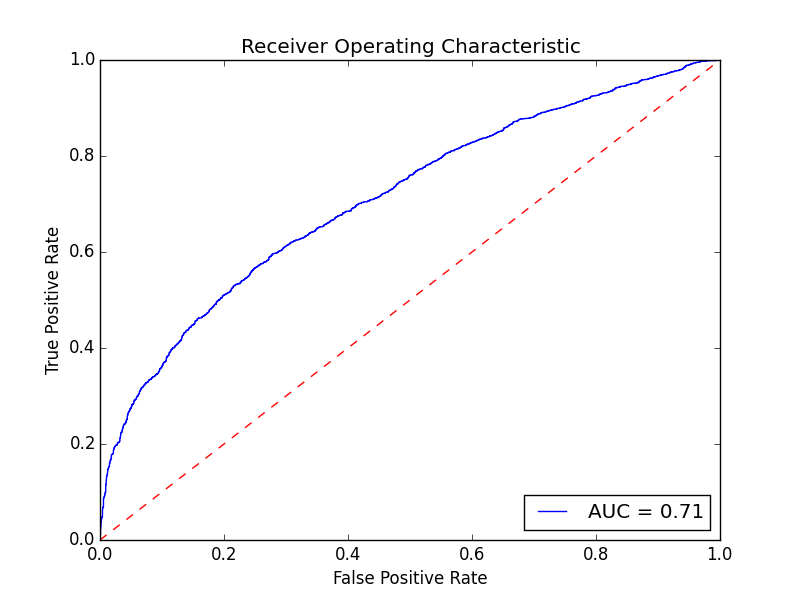 Receiver Operating Characteristic
1.0
0.8
0.6
0.4
0.2
0.0
True Positive Rate
AUC = 0.71
0.0 0.2 0.4 0.6 0.8 1.0
False Positive Rate